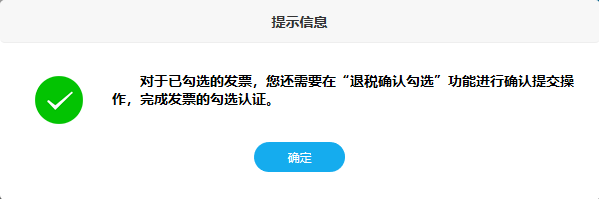 提示信息
对于已勾选的发票，您还需要在“退税确认勾选”功能进行确认提交操
作，完成发票的勾选认证。
确定